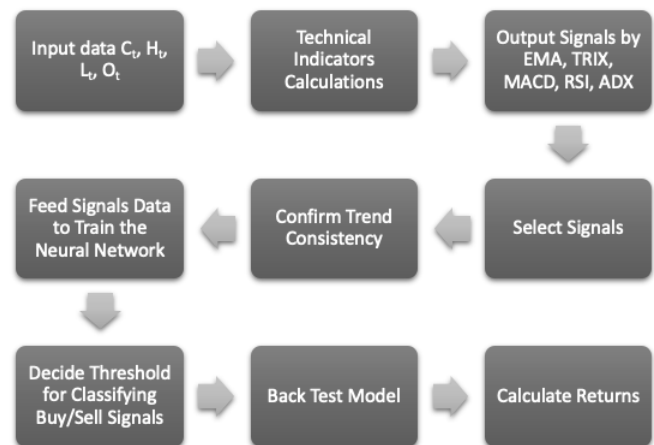 Input data Cₜ, Hₜ,
Lₜ, Oₜ
Technical
Indicators
Calculations
Output Signals by
EMA, TRIX,
MACD, RSI, ADX
Select Signals
Confirm Trend
Consistency
Feed Signals Data
to Train the
Neural Network
Decide Threshold
for Classifying
Buy/Sell Signals
Back Test Model
Calculate Returns